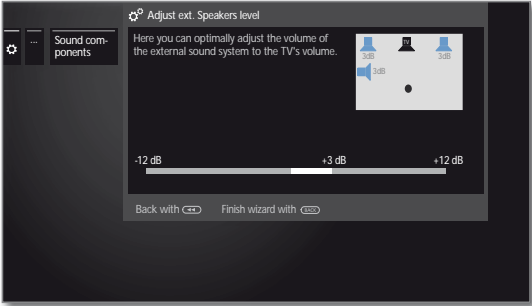 Adjust ext. Speakers level
...
Sound com-
ponents
Here you can optimally adjust the volume of
the external sound system to the TV's volume.
TV
3dB
3dB
3dB
-12 dB
+3 dB
+12 dB
Back with
Finish wizard with BACK